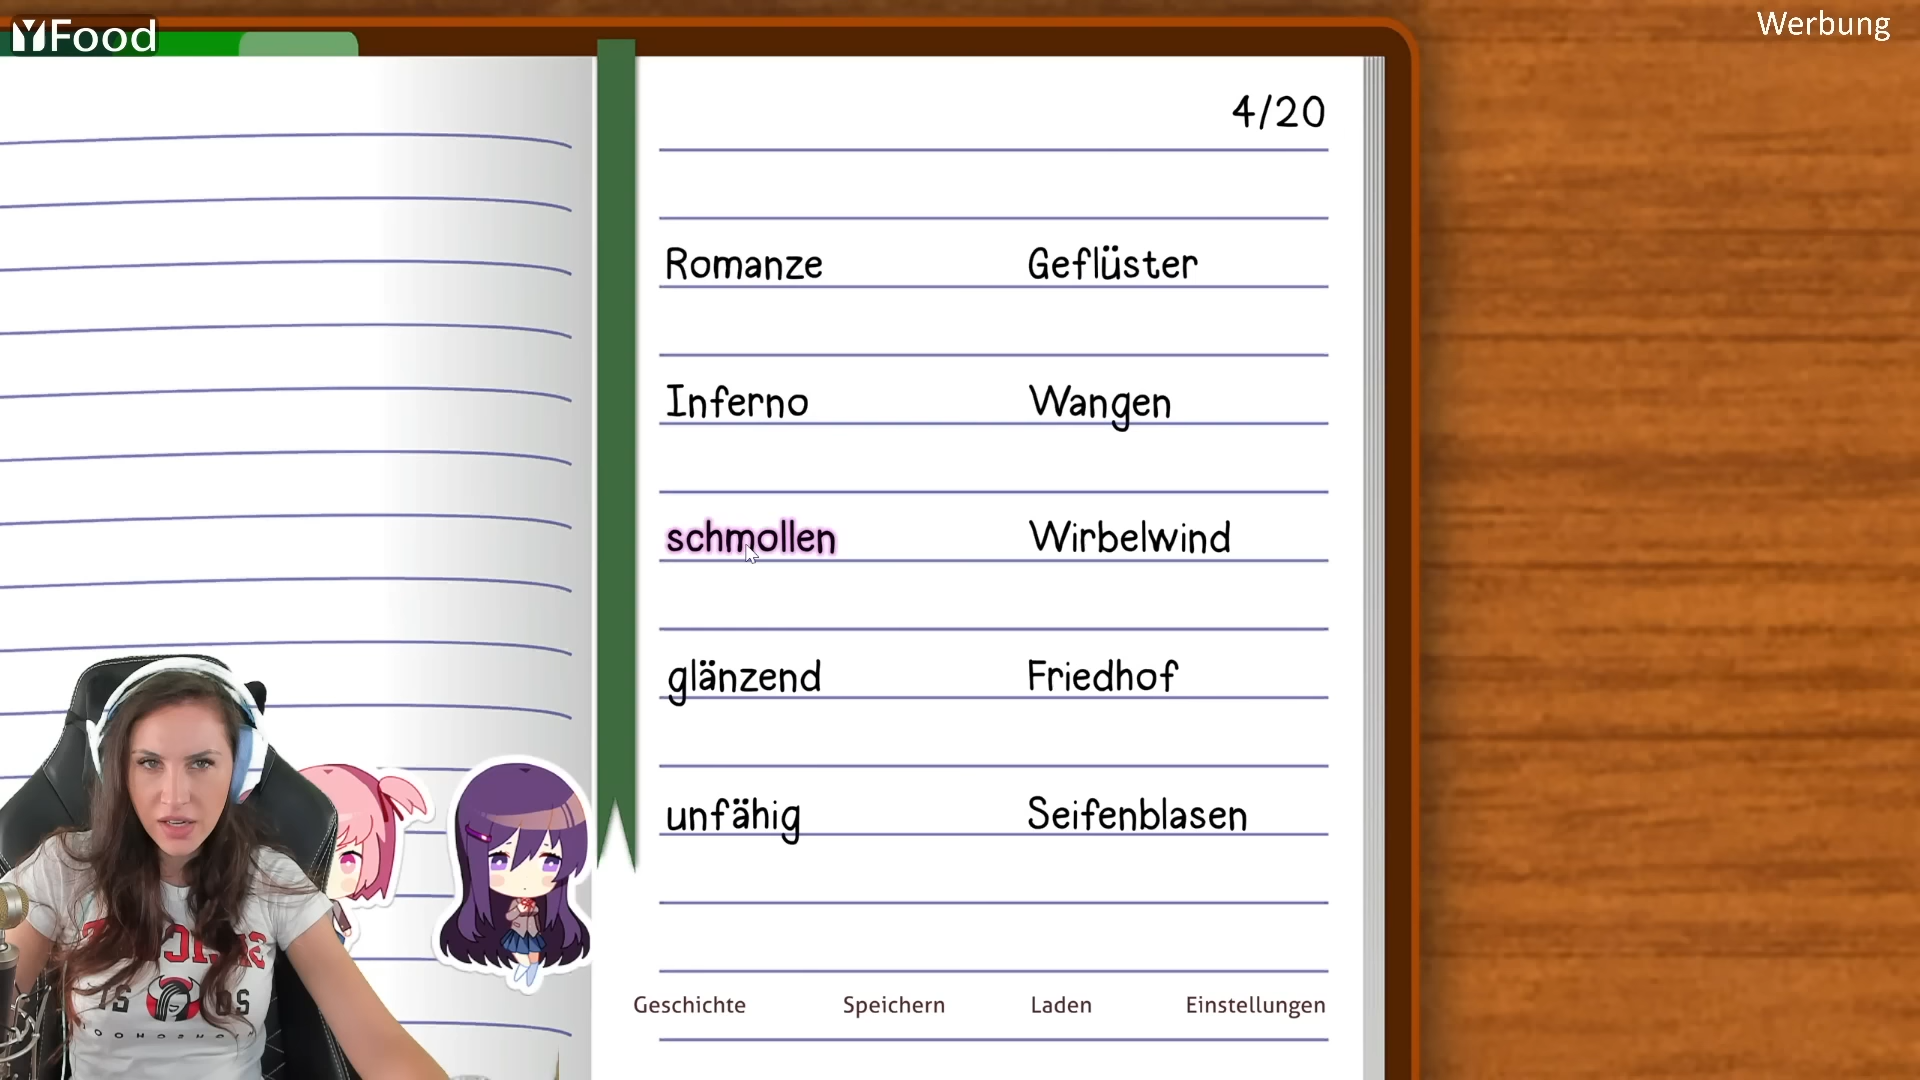 YFood
Werbung
4/20
Romanze Geflüster
Inferno Wangen
schmollen Wirbelwind
glänzend Friedhof
unfähig Seifenblasen
Geschichte Speichern Laden Einstellungen